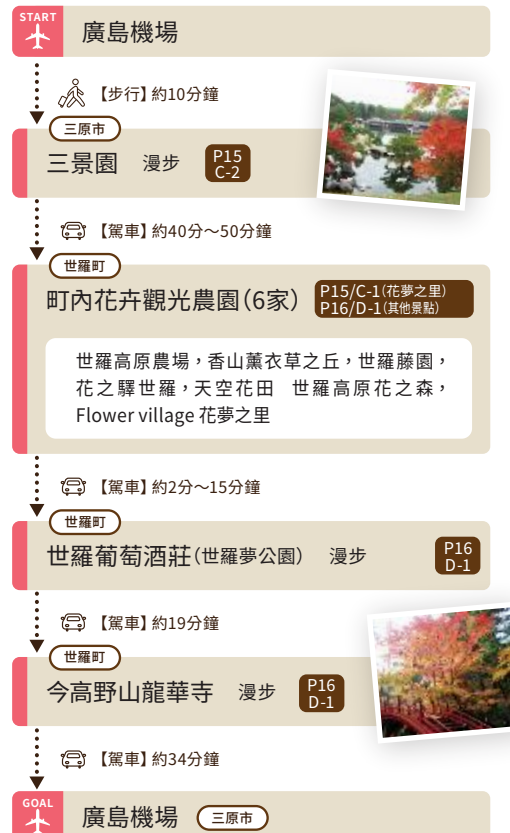 START
廣島機場
【步行】約10分鐘
三原市
三景園 漫步 P15 C-2
【駕車】約40分～50分鐘
世羅町
町內花卉觀光農園(6家) P15/C-1(花夢之里)
P16/D-1(其他景點)
世羅高原農場，香山薰衣草之丘，世羅藤園，
花之驛世羅，天空花田 世羅高原花之森，
Flower village 花夢之里
【駕車】約2分～15分鐘
世羅町
世羅葡萄酒莊(世羅夢公園) 漫步 P16 D-1
【駕車】約19分鐘
世羅町
今高野山龍華寺 漫步 P16 D-1
【駕車】約34分鐘
GOAL
廣島機場 三原市